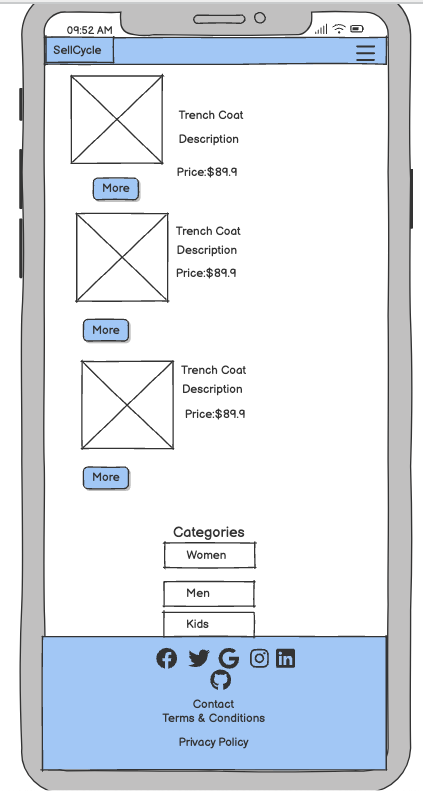 09:52 AM
SellCycle
Trench Coat
Description
Price:$89.9
More
Trench Coat
Description
Price:$89.9
More
Trench Coat
Description
Price:$89.9
More
Categories
Women
Men
Kids
Contact
Terms & Conditions
Privacy Policy